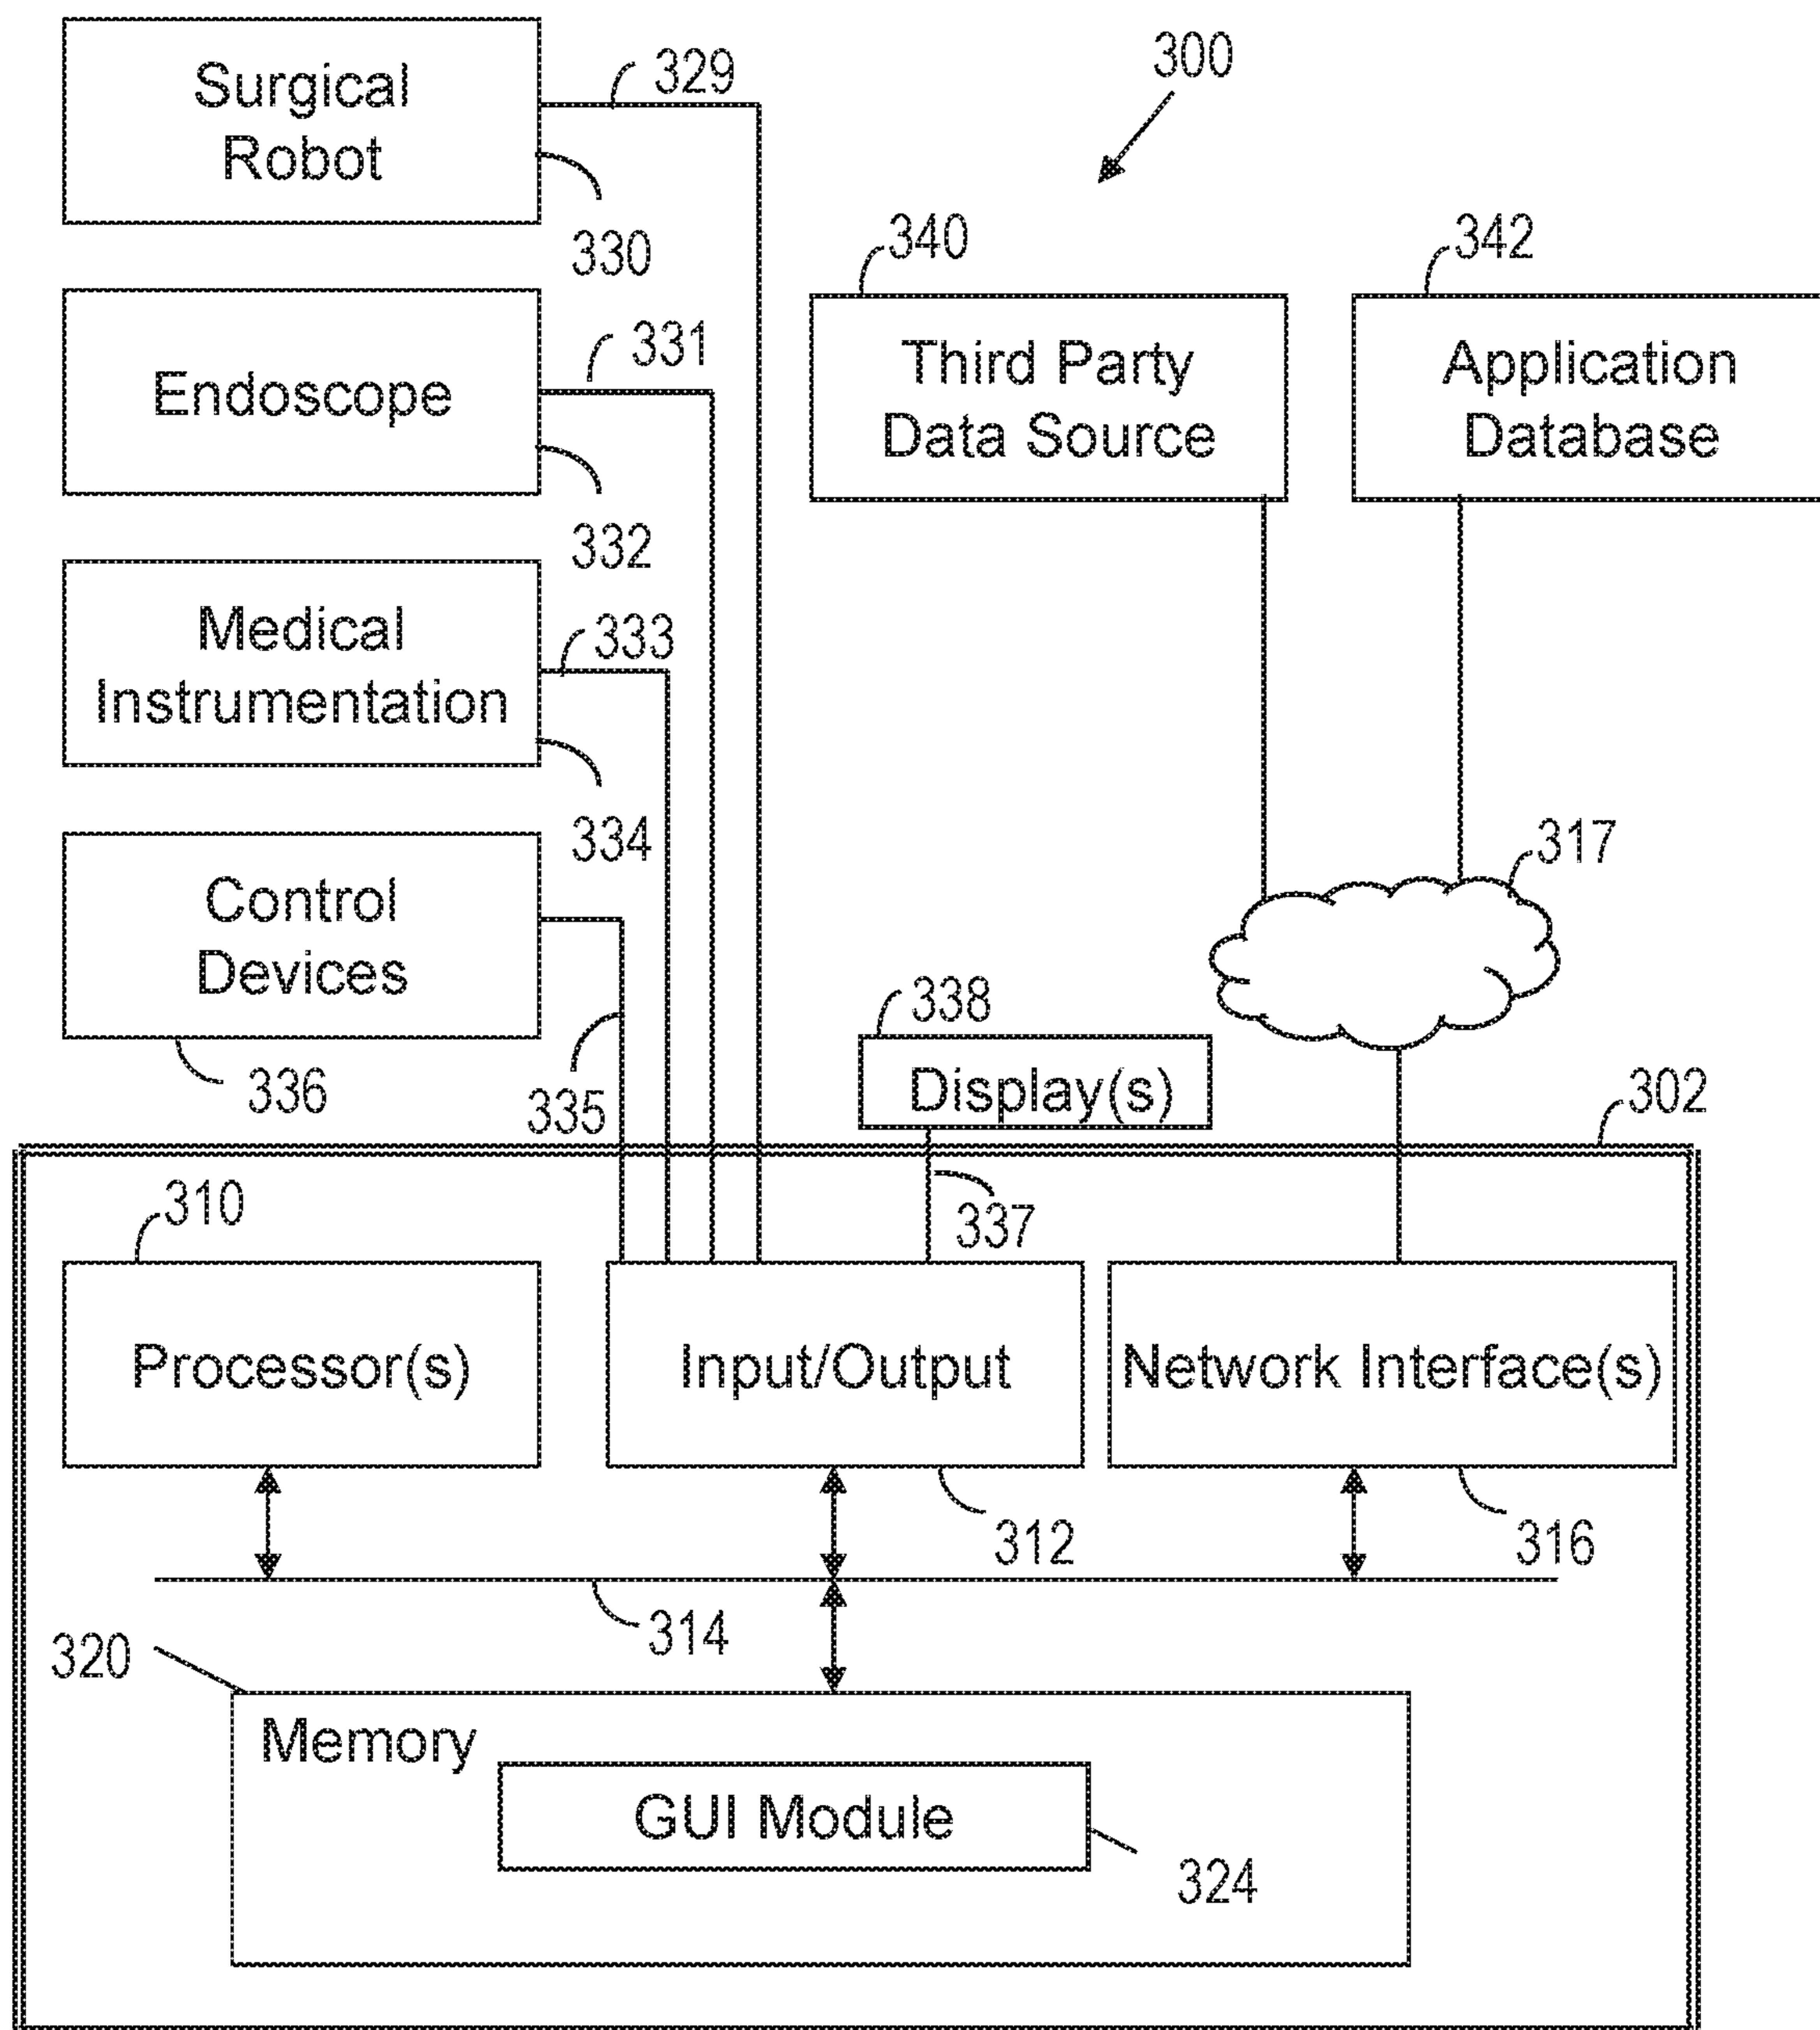 300
Surgical
Robot
329
330
340
342
Endoscope
331
332
Third Party
Data Source
Application
Database
Medical
Instrumentation
333
334
Control
Devices
335
336
317
338
Display(s)
337
302
310
Processor(s)
Input/Output
Network Interface(s)
312
316
314
320
Memory
GUI Module
324